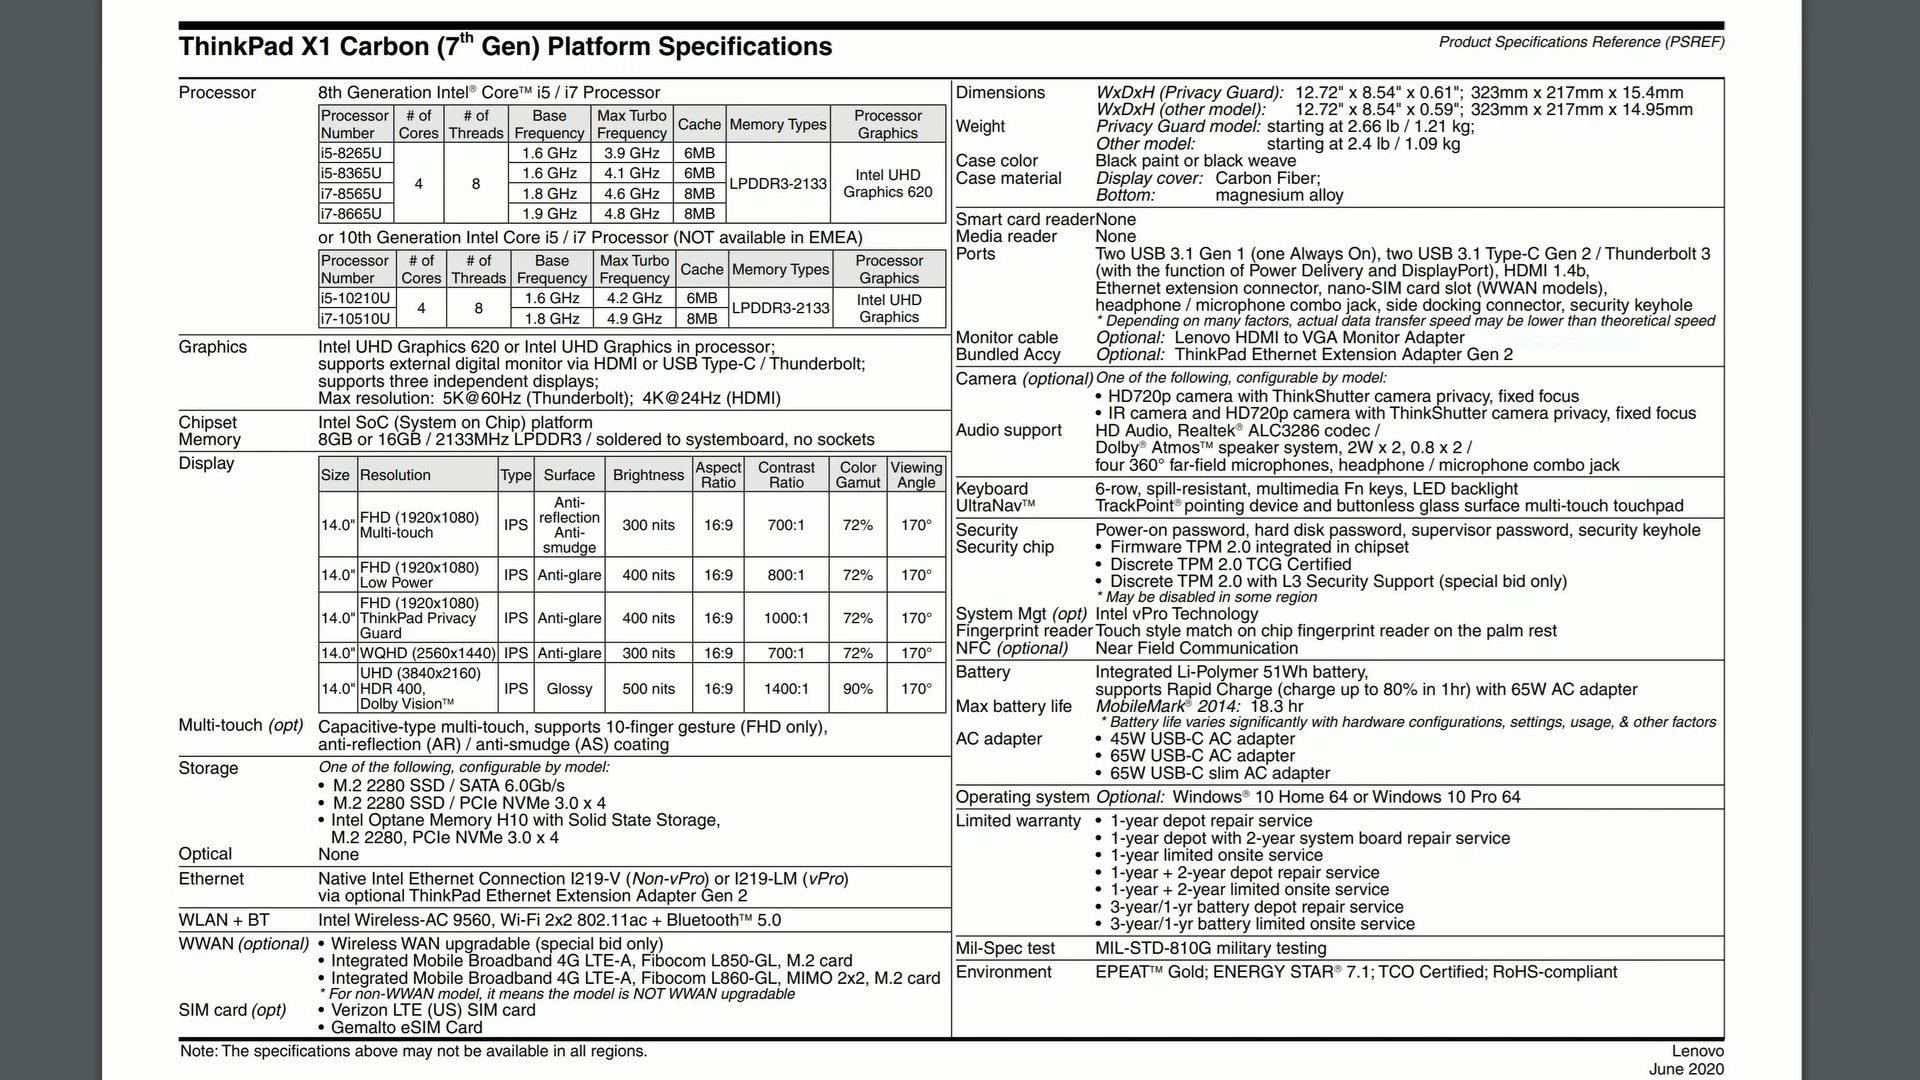 ThinkPad X1 Carbon (7th Gen) Platform Specifications
Product Specifications Reference (PSREF)
Processor
8th Generation Intel® Core™ i5 / i7 Processor
Processor Number | # of Cores | # of Threads | Base Frequency | Max Turbo Frequency | Cache | Memory Types | Processor Graphics
i5-8265U | 4 | 8 | 1.6 GHz | 3.9 GHz | 6MB | LPDDR3-2133 | Intel UHD Graphics 620
i5-8365U | 1.6 GHz | 4.1 GHz | 6MB
i7-8565U | 1.8 GHz | 4.6 GHz | 8MB
i7-8665U | 1.9 GHz | 4.8 GHz | 8MB
or 10th Generation Intel Core i5 / i7 Processor (NOT available in EMEA)
Processor Number | # of Cores | # of Threads | Base Frequency | Max Turbo Frequency | Cache | Memory Types | Processor Graphics
i5-10210U | 4 | 8 | 1.6 GHz | 4.2 GHz | 6MB | LPDDR3-2133 | Intel UHD Graphics
i7-10510U | 1.8 GHz | 4.9 GHz | 8MB
Graphics
Intel UHD Graphics 620 or Intel UHD Graphics in processor;
supports external digital monitor via HDMI or USB Type-C / Thunderbolt;
supports three independent displays;
Max resolution: 5K@60Hz (Thunderbolt); 4K@24Hz (HDMI)
Chipset Intel SoC (System on Chip) platform
Memory 8GB or 16GB / 2133MHz LPDDR3 / soldered to systemboard, no sockets
Display
Size | Resolution | Type | Surface | Brightness | Aspect Ratio | Contrast Ratio | Color Gamut | Viewing Angle
14.0" | FHD (1920x1080) Multi-touch | IPS | Anti-reflection Anti-smudge | 300 nits | 16:9 | 700:1 | 72% | 170°
14.0" | FHD (1920x1080) Low Power | IPS | Anti-glare | 400 nits | 16:9 | 800:1 | 72% | 170°
14.0" | FHD (1920x1080) ThinkPad Privacy Guard | IPS | Anti-glare | 400 nits | 16:9 | 1000:1 | 72% | 170°
14.0" | WQHD (2560x1440) | IPS | Anti-glare | 300 nits | 16:9 | 700:1 | 72% | 170°
14.0" | UHD (3840x2160) HDR 400, Dolby Vision™ | IPS | Glossy | 500 nits | 16:9 | 1400:1 | 90% | 170°
Multi-touch (opt) Capacitive-type multi-touch, supports 10-finger gesture (FHD only),
anti-reflection (AR) / anti-smudge (AS) coating
Storage One of the following, configurable by model:
• M.2 2280 SSD / SATA 6.0Gb/s
• M.2 2280 SSD / PCIe NVMe 3.0 x 4
• Intel Optane Memory H10 with Solid State Storage,
M.2 2280, PCIe NVMe 3.0 x 4
Optical None
Ethernet Native Intel Ethernet Connection I219-V (Non-vPro) or I219-LM (vPro)
via optional ThinkPad Ethernet Extension Adapter Gen 2
WLAN + BT Intel Wireless-AC 9560, Wi-Fi 2x2 802.11ac + Bluetooth™ 5.0
WWAN (optional) • Wireless WAN upgradable (special bid only)
• Integrated Mobile Broadband 4G LTE-A, Fibocom L850-GL, M.2 card
• Integrated Mobile Broadband 4G LTE-A, Fibocom L860-GL, MIMO 2x2, M.2 card
* For non-WWAN model, it means the model is NOT WWAN upgradable
SIM card (opt) • Verizon LTE (US) SIM card
• Gemalto eSIM Card
Dimensions WxDxH (Privacy Guard): 12.72" x 8.54" x 0.61"; 323mm x 217mm x 15.4mm
WxDxH (other model): 12.72" x 8.54" x 0.59"; 323mm x 217mm x 14.95mm
Weight Privacy Guard model: starting at 2.66 lb / 1.21 kg;
Other model: starting at 2.4 lb / 1.09 kg
Case color Black paint or black weave
Case material Display cover: Carbon Fiber;
Bottom: magnesium alloy
Smart card reader None
Media reader None
Ports Two USB 3.1 Gen 1 (one Always On), two USB 3.1 Type-C Gen 2 / Thunderbolt 3
(with the function of Power Delivery and DisplayPort), HDMI 1.4b,
Ethernet extension connector, nano-SIM card slot (WWAN models),
headphone / microphone combo jack, side docking connector, security keyhole
* Depending on many factors, actual data transfer speed may be lower than theoretical speed
Monitor cable Optional: Lenovo HDMI to VGA Monitor Adapter
Bundled Accy Optional: ThinkPad Ethernet Extension Adapter Gen 2
Camera (optional) One of the following, configurable by model:
• HD720p camera with ThinkShutter camera privacy, fixed focus
• IR camera and HD720p camera with ThinkShutter camera privacy, fixed focus
Audio support HD Audio, Realtek® ALC3286 codec /
Dolby® Atmos™ speaker system, 2W x 2, 0.8 x 2 /
four 360° far-field microphones, headphone / microphone combo jack
Keyboard 6-row, spill-resistant, multimedia Fn keys, LED backlight
UltraNav™ TrackPoint® pointing device and buttonless glass surface multi-touch touchpad
Security Power-on password, hard disk password, supervisor password, security keyhole
Security chip • Firmware TPM 2.0 integrated in chipset
• Discrete TPM 2.0 TCG Certified
• Discrete TPM 2.0 with L3 Security Support (special bid only)
* May be disabled in some region
System Mgt (opt) Intel vPro Technology
Fingerprint reader Touch style match on chip fingerprint reader on the palm rest
NFC (optional) Near Field Communication
Battery Integrated Li-Polymer 51Wh battery,
supports Rapid Charge (charge up to 80% in 1hr) with 65W AC adapter
Max battery life MobileMark® 2014: 18.3 hr
* Battery life varies significantly with hardware configurations, settings, usage, & other factors
AC adapter • 45W USB-C AC adapter
• 65W USB-C AC adapter
• 65W USB-C slim AC adapter
Operating system Optional: Windows® 10 Home 64 or Windows 10 Pro 64
Limited warranty • 1-year depot repair service
• 1-year depot with 2-year system board repair service
• 1-year limited onsite service
• 1-year + 2-year depot repair service
• 1-year + 2-year limited onsite service
• 3-year/1-yr battery depot repair service
• 3-year/1-yr battery limited onsite service
Mil-Spec test MIL-STD-810G military testing
Environment EPEAT™ Gold; ENERGY STAR® 7.1; TCO Certified; RoHS-compliant
Note: The specifications above may not be available in all regions.
Lenovo
June 2020